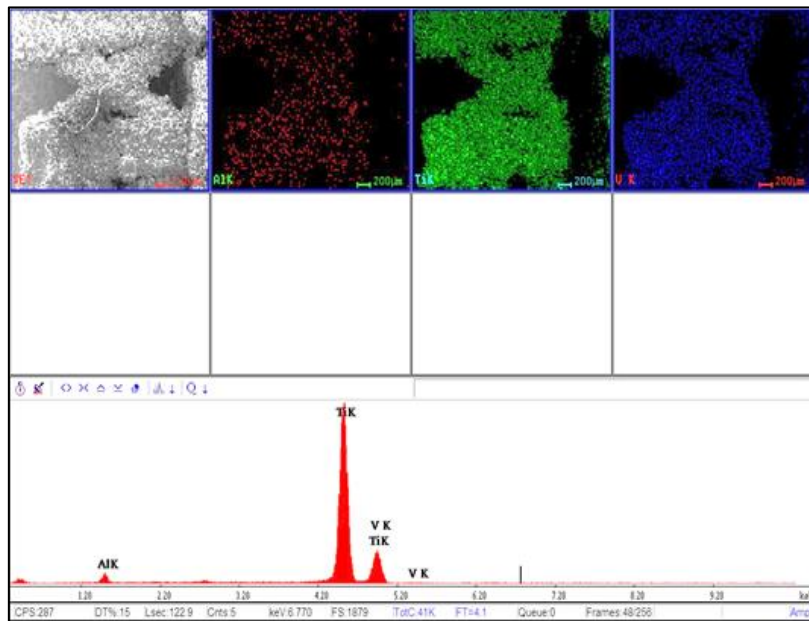 AlK 200µm
TiK 200µm
V K 200µm
TiK
V K
TiK
AlK
V K
1.20 2.20 3.20 4.20 5.20 6.20 7.20 8.20 9.20 ke
CPS:287 DT%:15 Lsec:122.9 Cnts:5 keV:6.770 FS:1879 TotC:41K FT=4.1 Queue:0 Frames:48/256 Amp